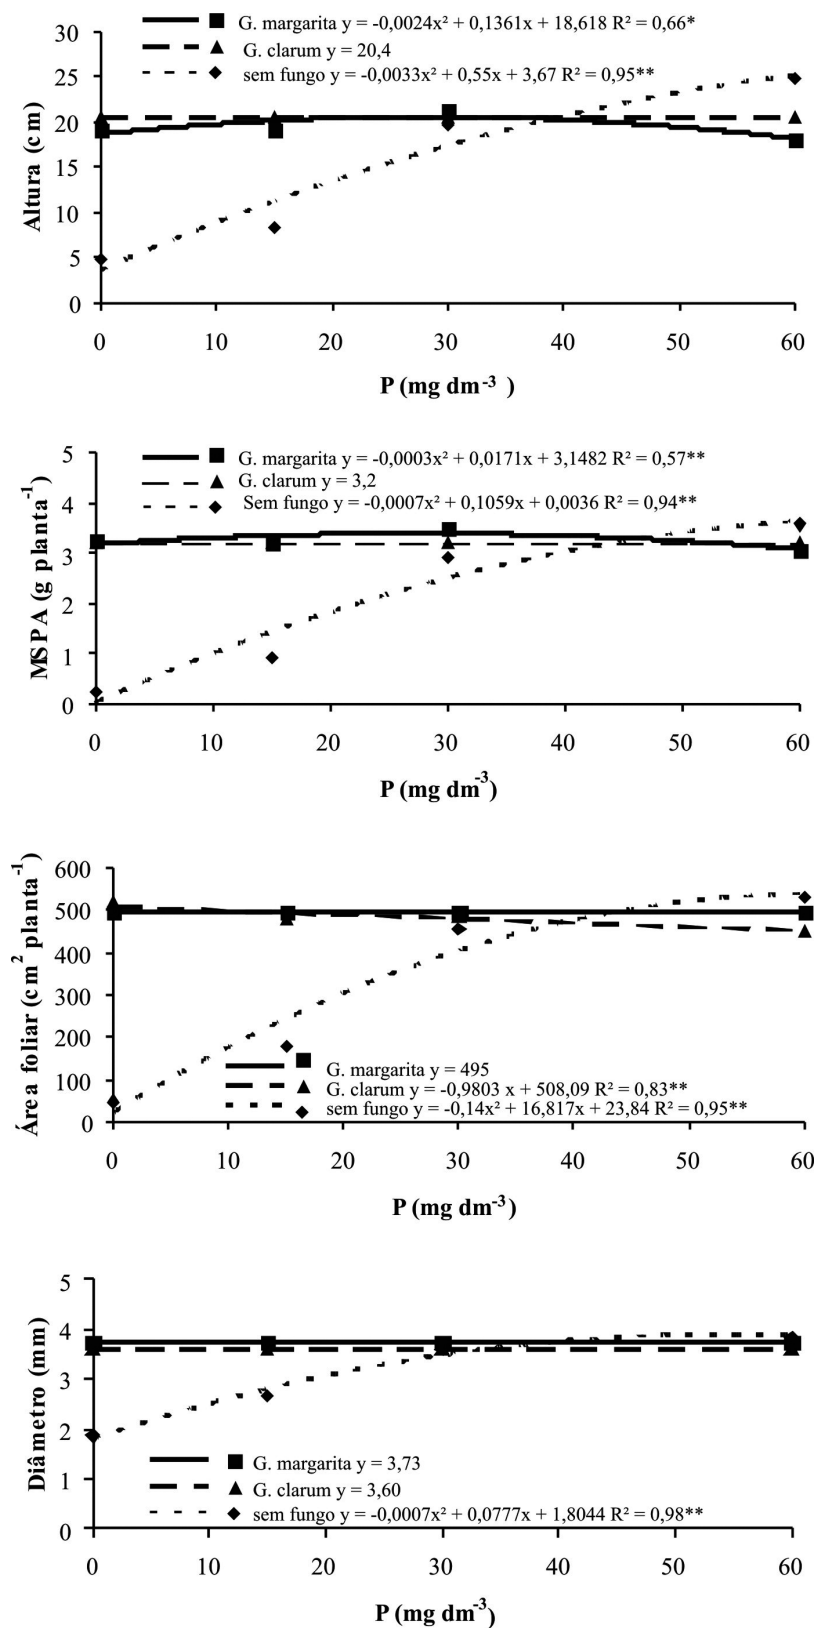 G. margarita y = -0,0024x² + 0,1361x + 18,618 R² = 0,66*
G. clarum y = 20,4
sem fungo y = -0,0033x² + 0,55x + 3,67 R² = 0,95**
Altura (cm)
30
25
20
15
10
5
0
0 10 20 30 40 50 60
P (mg dm⁻³ )
G. margarita y = -0,0003x² + 0,0171x + 3,1482 R² = 0,57**
G. clarum y = 3,2
Sem fungo y = -0,0007x² + 0,1059x + 0,0036 R² = 0,94**
MSPA (g planta⁻¹)
5
4
3
2
1
0
0 10 20 30 40 50 60
P (mg dm⁻³)
Área foliar (cm² planta⁻¹)
600
500
400
300
200
100
0
G. margarita y = 495
G. clarum y = -0,9803 x + 508,09 R² = 0,83**
sem fungo y = -0,14x² + 16,817x + 23,84 R² = 0,95**
0 10 20 30 40 50 60
P (mg dm⁻³)
Diâmetro (mm)
5
4
3
2
1
0
G. margarita y = 3,73
G. clarum y = 3,60
sem fungo y = -0,0007x² + 0,0777x + 1,8044 R² = 0,98**
0 10 20 30 40 50 60
P (mg dm⁻³)